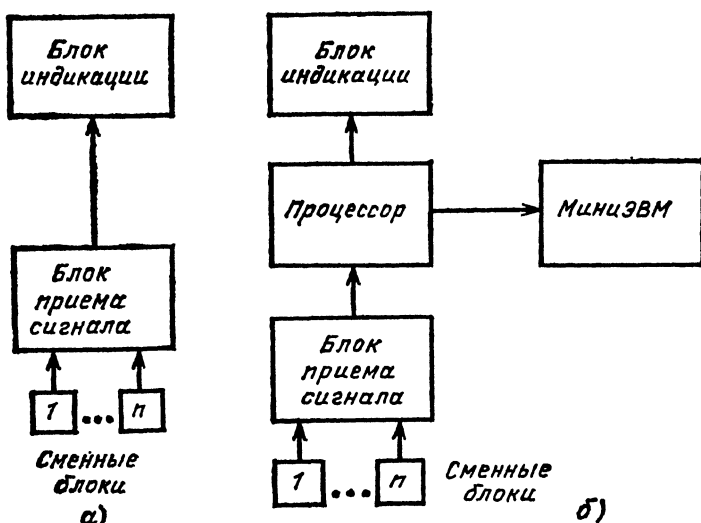 Блок
индикации
Блок
приема
сигнала
1 ... n
Сменные
блоки
а)
Блок
индикации
Процессор
МиниЭВМ
Блок
приема
сигнала
1 ... n
Сменные
блоки
б)